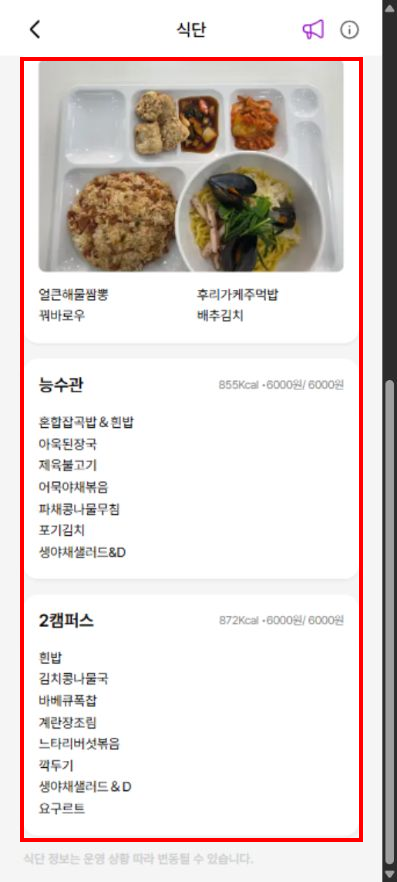 식단
얼큰해물짬뽕 후리가케주먹밥
꿔바로우 배추김치
능수관 855Kcal •6000원/ 6000원
혼합잡곡밥 & 흰밥
아욱된장국
제육불고기
어묵야채볶음
파채콩나물무침
포기김치
생야채샐러드&D
2캠퍼스 872Kcal •6000원/ 6000원
흰밥
김치콩나물국
바베큐폭찹
계란장조림
느타리버섯볶음
깍두기
생야채샐러드 & D
요구르트
식단 정보는 운영 상황 따라 변동될 수 있습니다.